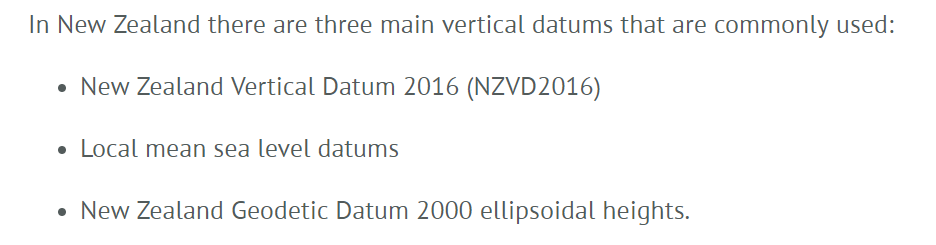 In New Zealand there are three main vertical datums that are commonly used:
• New Zealand Vertical Datum 2016 (NZVD2016)
• Local mean sea level datums
• New Zealand Geodetic Datum 2000 ellipsoidal heights.